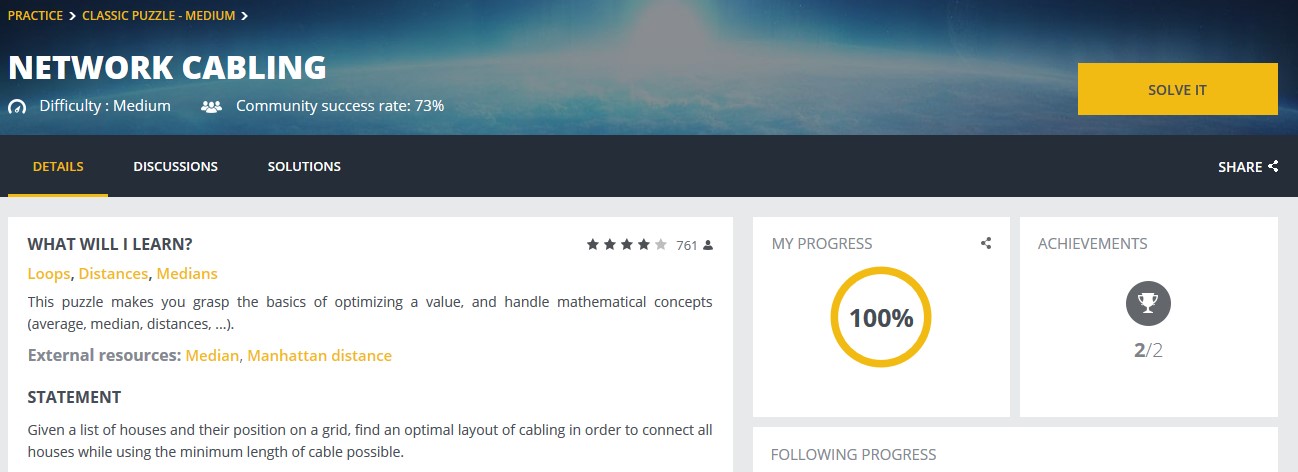 PRACTICE > CLASSIC PUZZLE - MEDIUM >
NETWORK CABLING
Difficulty : Medium Community success rate: 73%
SOLVE IT
DETAILS DISCUSSIONS SOLUTIONS SHARE
WHAT WILL I LEARN? 761
Loops, Distances, Medians
This puzzle makes you grasp the basics of optimizing a value, and handle mathematical concepts
(average, median, distances, ...).
External resources: Median, Manhattan distance
STATEMENT
Given a list of houses and their position on a grid, find an optimal layout of cabling in order to connect all
houses while using the minimum length of cable possible.
MY PROGRESS
100%
ACHIEVEMENTS
2/2
FOLLOWING PROGRESS